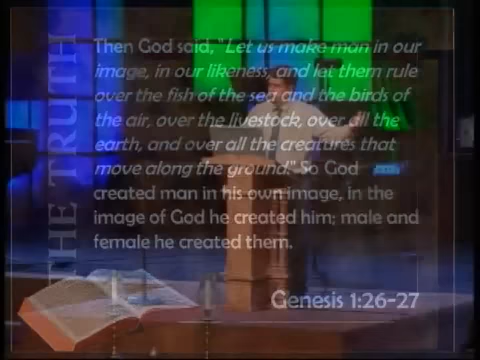 THE TRUTH
Then God said, "Let us make man in our
image, in our likeness, and let them rule
over the fish of the sea and the birds of
the air, over the livestock, over all the
earth, and over all the creatures that
move along the ground." So God
created man in his own image, in the
image of God he created him; male and
female he created them.
Genesis 1:26-27